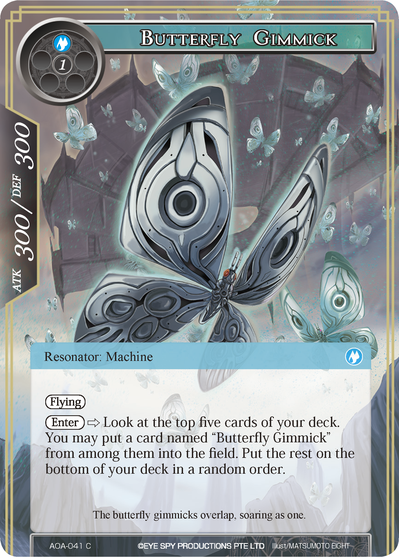 Butterfly Gimmick
1
ATK 300/DEF 300
Resonator: Machine
Flying
Enter ⇨ Look at the top five cards of your deck.
You may put a card named “Butterfly Gimmick”
from among them into the field. Put the rest on the
bottom of your deck in a random order.
The butterfly gimmicks overlap, soaring as one.
AOA-041 C ©EYE SPY PRODUCTIONS PTE LTD Illust/MATSUMOTO EIGHT